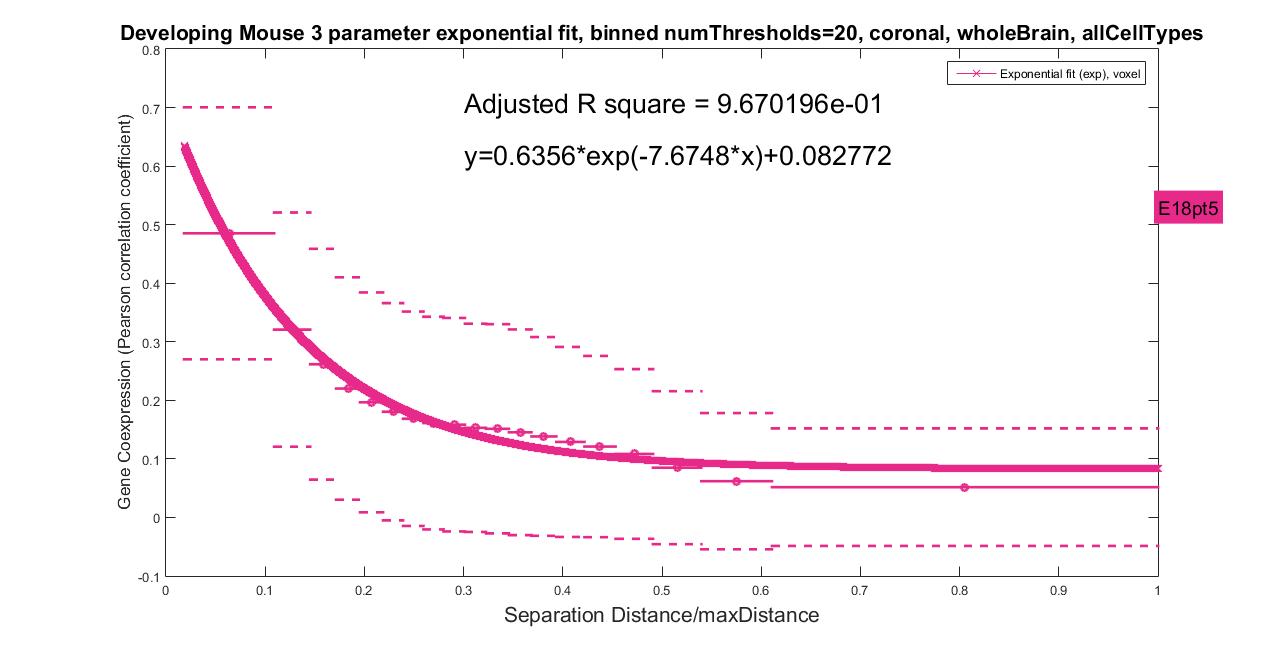 Developing Mouse 3 parameter exponential fit, binned numThresholds=20, coronal, wholeBrain, allCellTypes
Exponential fit (exp), voxel
Adjusted R square = 9.670196e-01
y=0.6356*exp(-7.6748*x)+0.082772
E18pt5
Gene Coexpression (Pearson correlation coefficient)
0.8
0.7
0.6
0.5
0.4
0.3
0.2
0.1
0
-0.1
0 0.1 0.2 0.3 0.4 0.5 0.6 0.7 0.8 0.9 1
Separation Distance/maxDistance